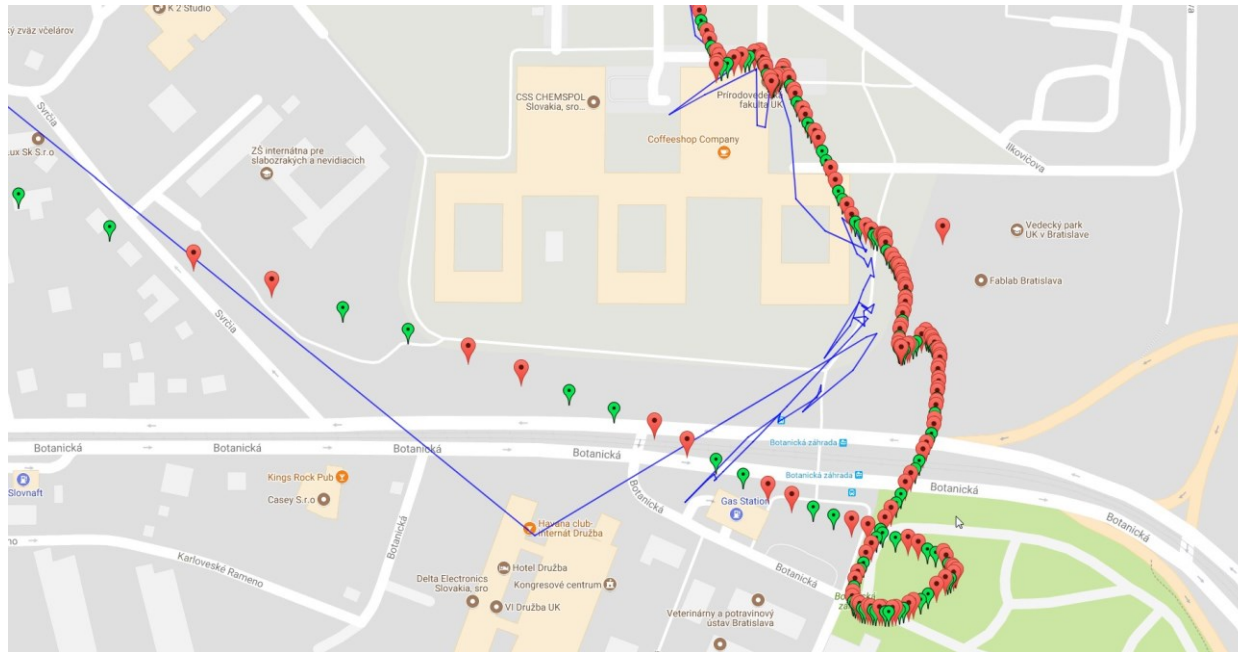 K 2 Studio
ký zväz včelárov
Svrčia
CSS CHEMSPOL
Slovakia, sro...
Prírodovedecká
fakulta UK
ux Sk S.r.o
ZŠ internátna pre
slabozrakých a nevidiacich
Coffeeshop Company
Ilkovičova
Vedecký park
UK v Bratislave
Fablab Bratislava
Svrčia
Botanická
Botanická
Botanická
Botanická
Botanická záhrada
Botanická záhrada
Botanická
Kings Rock Pub
Slovnaft
Casey S.r.o
Gas Station
Botanická
Havana club-
internát Družba
no
Karloveské Rameno
Hotel Družba
Botanická
Delta Electronics
Slovakia, sro
Kongresové centrum
VI Družba UK
Veterinárny a potravinový
ústav Bratislava